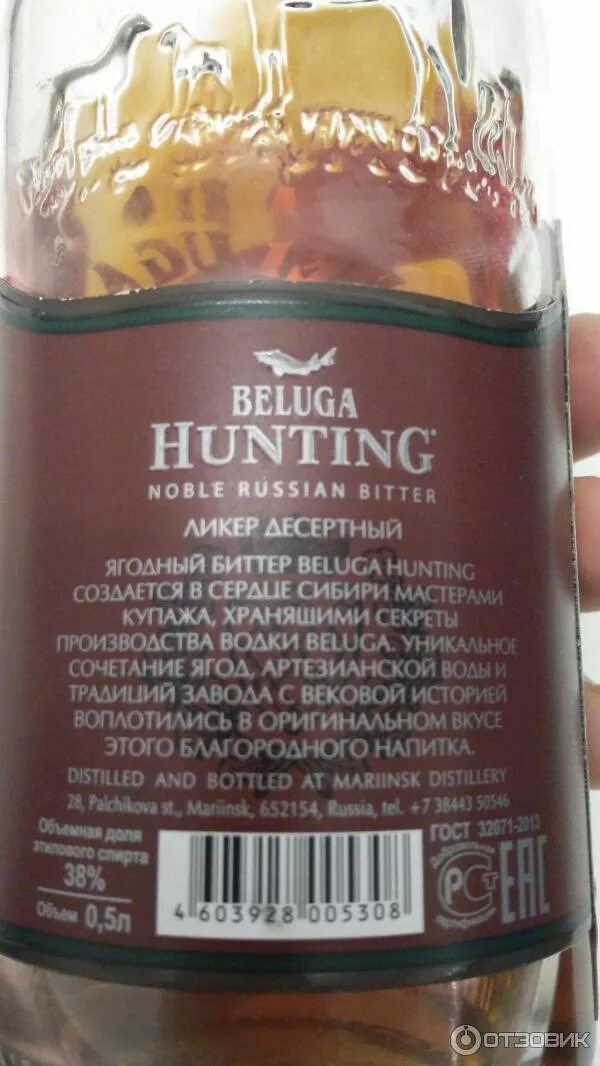 BELUGA
HUNTING
NOBLE RUSSIAN BITTER
ЛИКЕР ДЕСЕРТНЫЙ
ЯГОДНЫЙ БИТТЕР BELUGA HUNTING
СОЗДАЕТСЯ В СЕРДЦЕ СИБИРИ МАСТЕРАМИ
КУПАЖА, ХРАНЯЩИМИ СЕКРЕТЫ
ПРОИЗВОДСТВА ВОДКИ BELUGA. УНИКАЛЬНОЕ
СОЧЕТАНИЕ ЯГОД, АРТЕЗИАНСКОЙ ВОДЫ И
ТРАДИЦИЙ ЗАВОДА С ВЕКОВОЙ ИСТОРИЕЙ
ВОПЛОТИЛИСЬ В ОРИГИНАЛЬНОМ ВКУСЕ
ЭТОГО БЛАГОРОДНОГО НАПИТКА.
DISTILLED AND BOTTLED AT MARIINSK DISTILLERY
28, Palchikova st., Mariinsk, 652154, Russia, tel. +7 38443 50546
Объемная доля
этилового спирта
38%
Объем 0,5л
4 603928 005308
ГОСТ 32071-2013
Добровольная
РСТ
сертификация
ЕАС
ОТЗОВИК